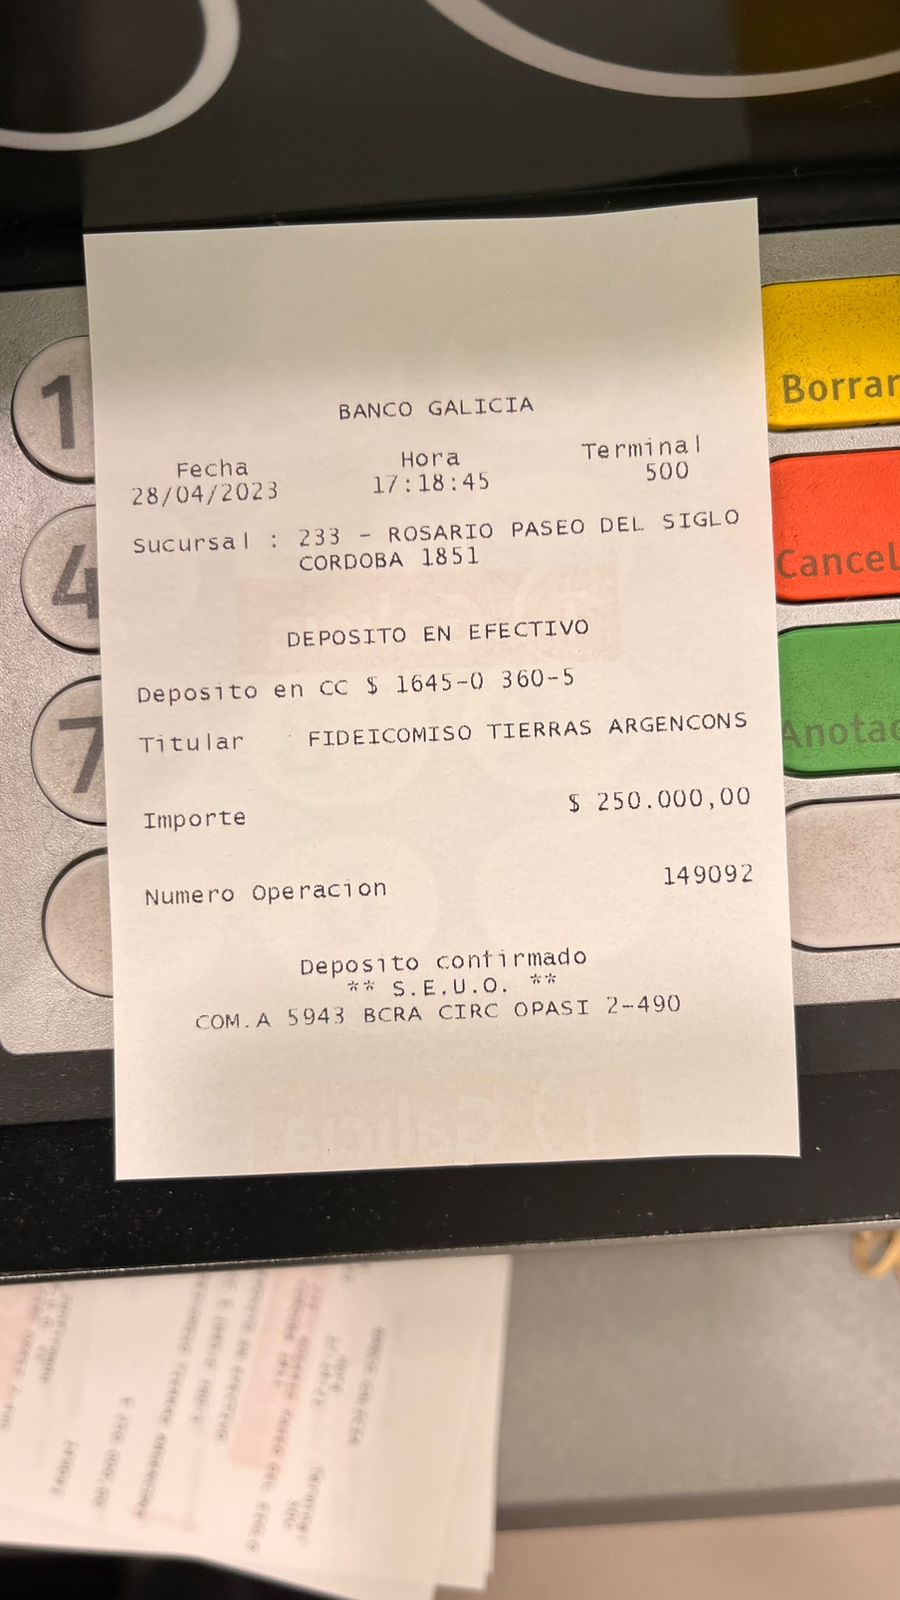 BANCO GALICIA
Fecha Hora Terminal
28/04/2023 17:18:45 500
Sucursal : 233 - ROSARIO PASEO DEL SIGLO
CORDOBA 1851
DEPOSITO EN EFECTIVO
Deposito en CC $ 1645-0 360-5
Titular FIDEICOMISO TIERRAS ARGENCONS
Importe $ 250.000,00
Numero Operacion 149092
Deposito confirmado
** S.E.U.O. **
COM.A 5943 BCRA CIRC OPASI 2-490
Galicia
1
4
7
Borrar
Cancel
Anotac